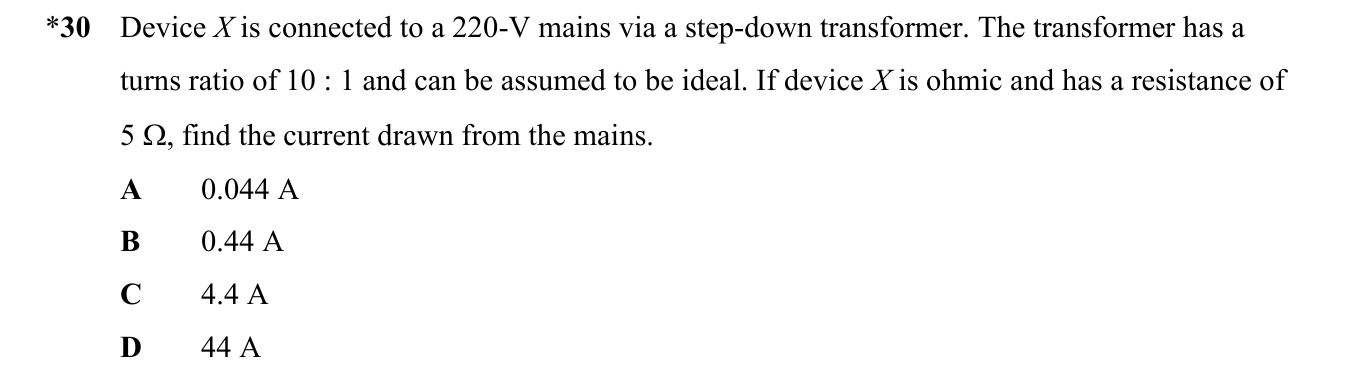 *30 Device X is connected to a 220-V mains via a step-down transformer. The transformer has a
turns ratio of 10 : 1 and can be assumed to be ideal. If device X is ohmic and has a resistance of
5 Ω, find the current drawn from the mains.
A 0.044 A
B 0.44 A
C 4.4 A
D 44 A